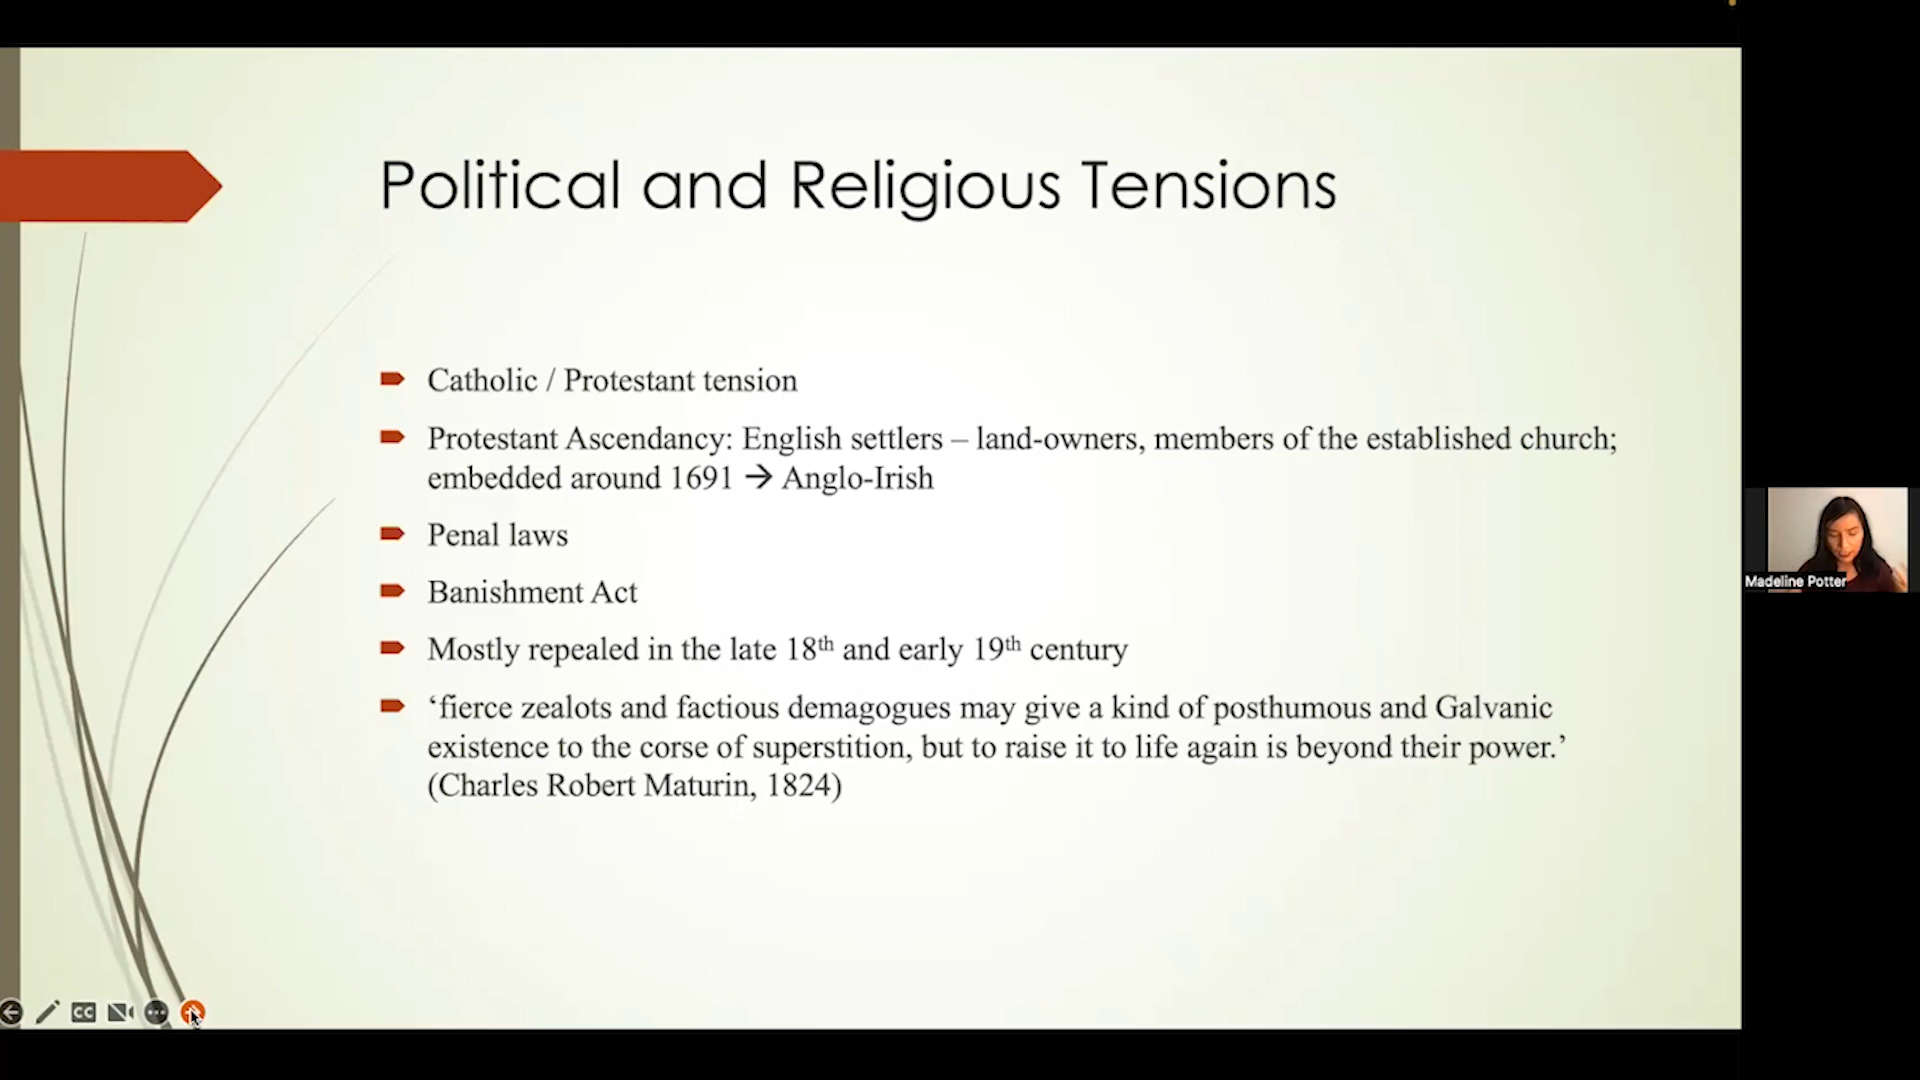 Political and Religious Tensions
Catholic / Protestant tension
Protestant Ascendancy: English settlers – land-owners, members of the established church;
embedded around 1691 → Anglo-Irish
Penal laws
Banishment Act
Mostly repealed in the late 18th and early 19th century
‘fierce zealots and factious demagogues may give a kind of posthumous and Galvanic
existence to the corse of superstition, but to raise it to life again is beyond their power.’
(Charles Robert Maturin, 1824)
Madeline Potter
CC